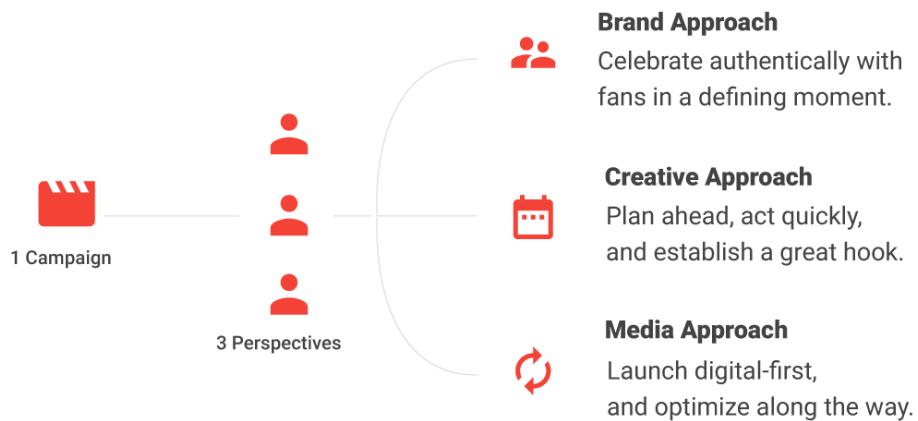 1 Campaign
3 Perspectives
Brand Approach
Celebrate authentically with
fans in a defining moment.
Creative Approach
Plan ahead, act quickly,
and establish a great hook.
Media Approach
Launch digital-first,
and optimize along the way.